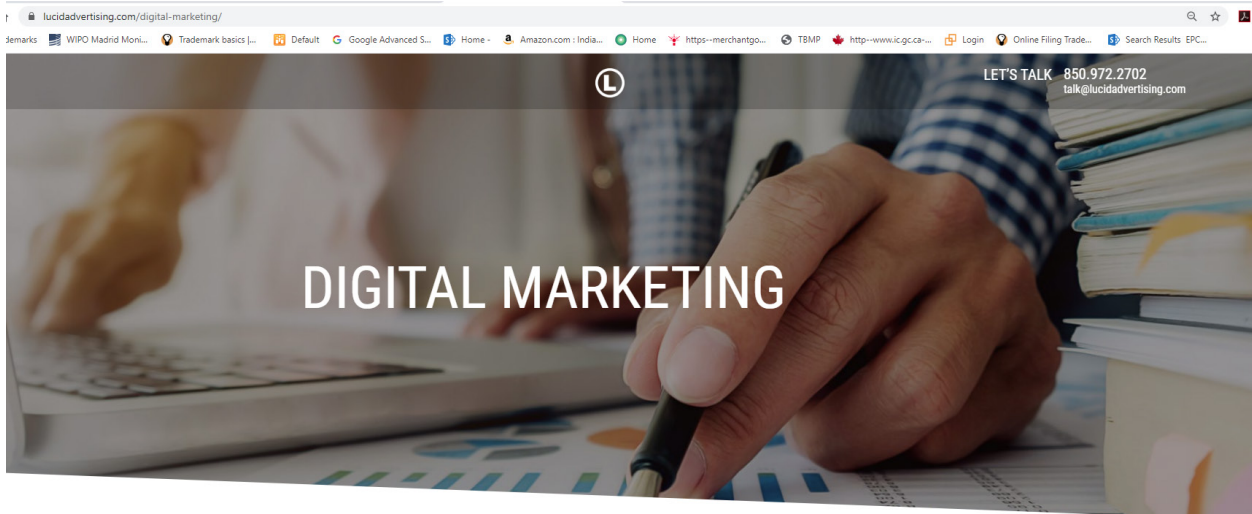 lucidadvertising.com/digital-marketing/
demarks WIPO Madrid Moni... Trademark basics |... Default Google Advanced S... Home - Amazon.com : India... Home https--merchantgo... TBMP http--www.ic.gc.ca-... Login Online Filing Trade... Search Results EPC...
L
LET'S TALK 850.972.2702
talk@lucidadvertising.com
DIGITAL MARKETING